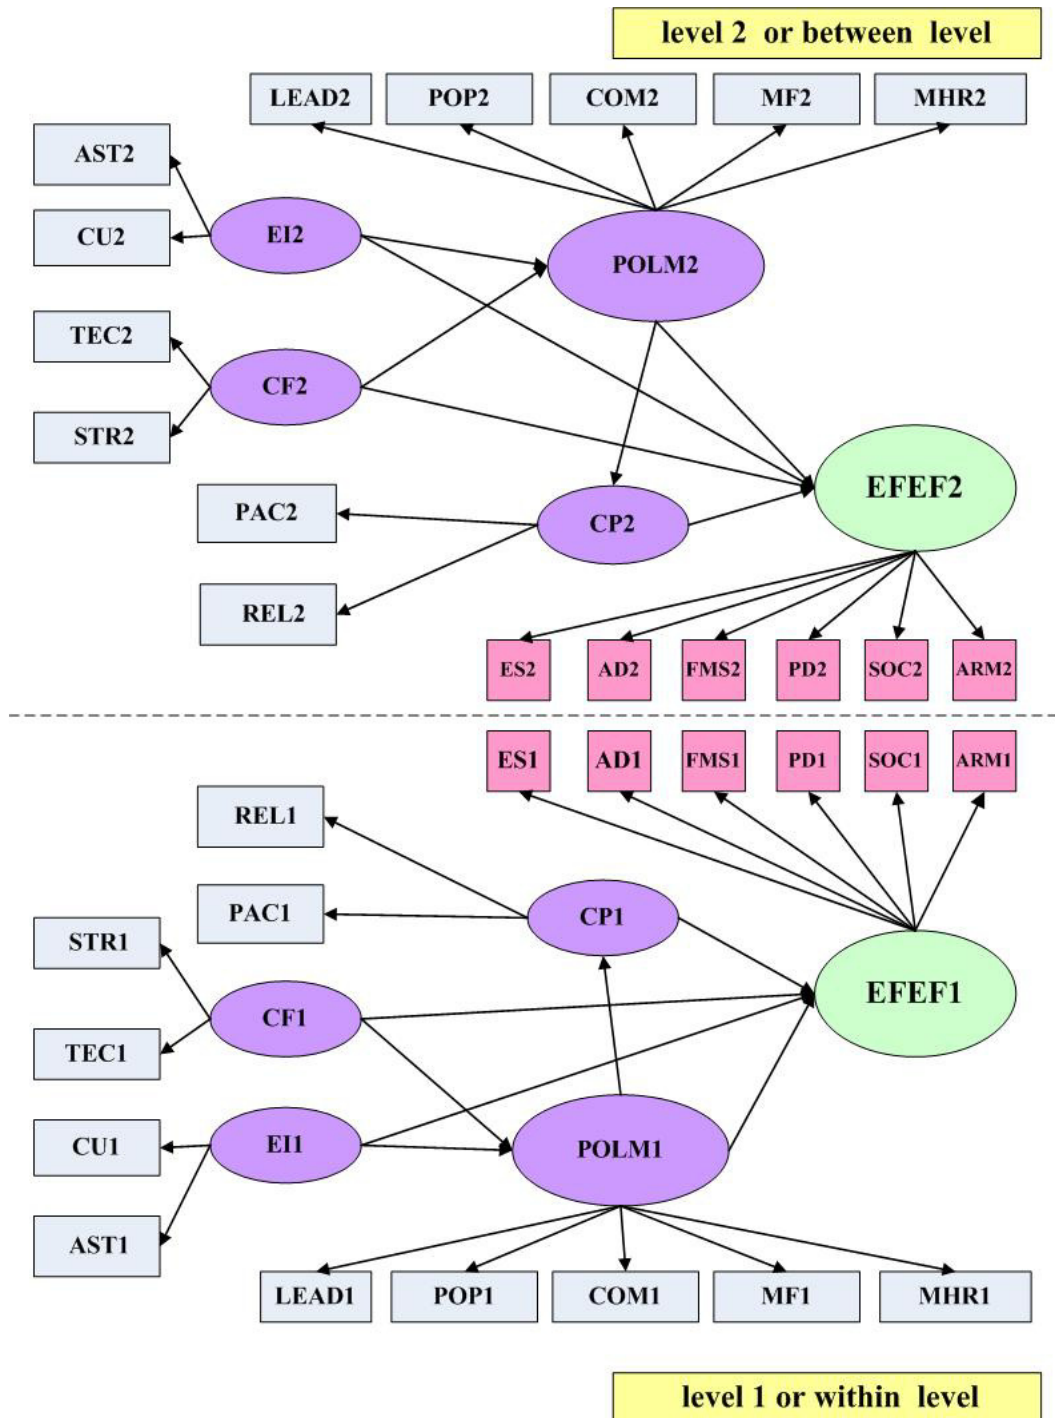 level 2  or between  level
LEAD2
POP2
COM2
MF2
MHR2
AST2
CU2
EI2
POLM2
TEC2
CF2
STR2
EFEF2
PAC2
CP2
REL2
ES2
AD2
FMS2
PD2
SOC2
ARM2
ES1
AD1
FMS1
PD1
SOC1
ARM1
REL1
PAC1
CP1
STR1
EFEF1
CF1
TEC1
CU1
EI1
POLM1
AST1
LEAD1
POP1
COM1
MF1
MHR1
level 1 or within  level